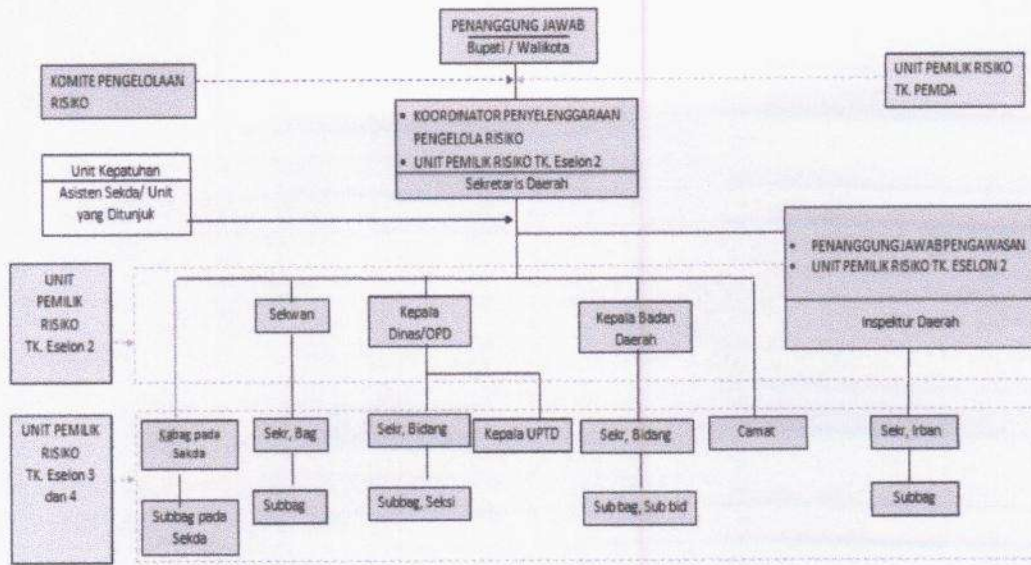 PENANGGUNG JAWAB
Bupati / Walikota
KOMITE PENGELOLAAN
RISIKO
UNIT PEMILIK RISIKO
TK. PEMDA
• KOORDINATOR PENYELENGGARAAN
PENGELOLA RISIKO
• UNIT PEMILIK RISIKO TK. Eselon 2
Sekretaris Daerah
Unit Kepatuhan
Asisten Sekda/ Unit
yang Ditunjuk
• PENANGGUNG JAWAB PENGAWASAN
• UNIT PEMILIK RISIKO TK. ESELON 2
Inspektur Daerah
UNIT
PEMILIK
RISIKO
TK. Eselon 2
Sekwan
Kepala
Dinas/OPD
Kepala Badan
Daerah
UNIT PEMILIK
RISIKO
TK. Eselon 3
dan 4
Kabag pada
Sekda
Sekr, Bag
Sekr, Bidang
Kepala UPTD
Sekr, Bidang
Camat
Sekr, Irban
Subbag pada
Sekda
Subbag
Subbag, Seksi
Sub bag, Sub bid
Subbag